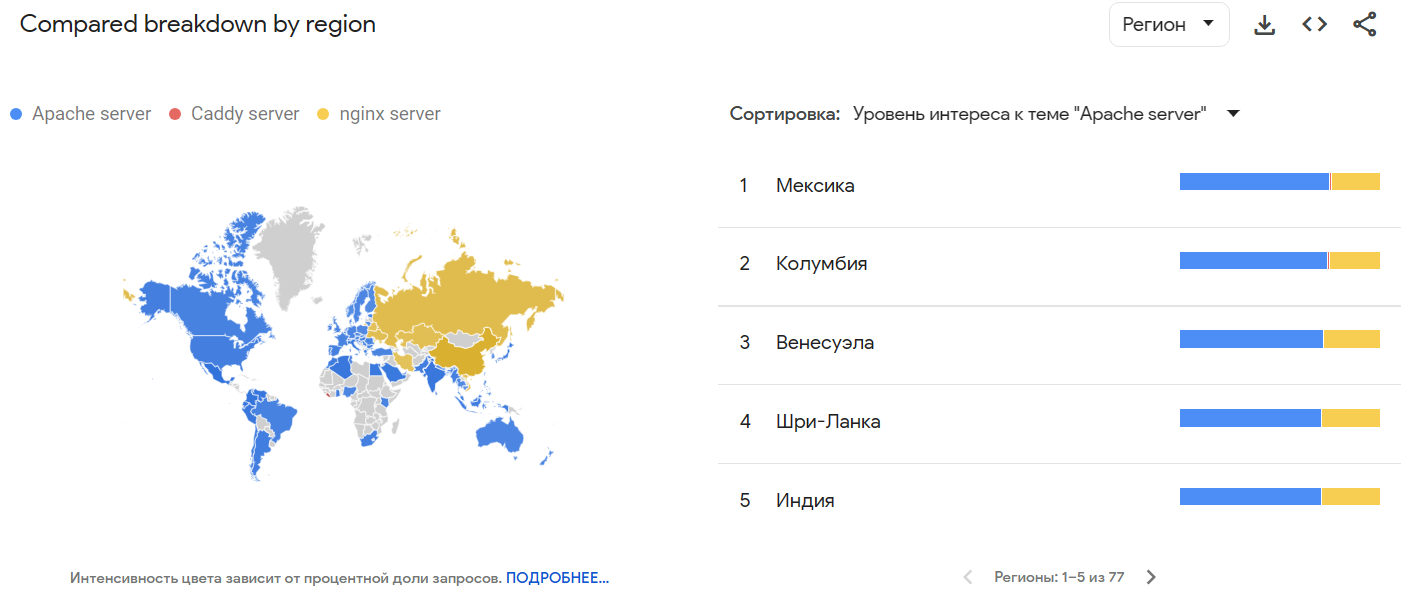 Compared breakdown by region
Регион
Apache server Caddy server nginx server
Сортировка: Уровень интереса к теме "Apache server"
1 Мексика
2 Колумбия
3 Венесуэла
4 Шри-Ланка
5 Индия
Интенсивность цвета зависит от процентной доли запросов. ПОДРОБНЕЕ...
Регионы: 1–5 из 77